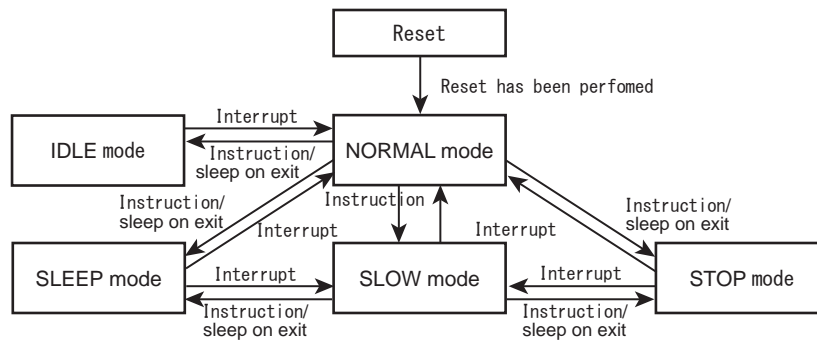 Reset
Reset has been perfomed
Interrupt
IDLE mode
NORMAL mode
Instruction/
sleep on exit
Instruction/
sleep on exit
Instruction
Instruction/
sleep on exit
Interrupt
Interrupt
SLEEP mode
SLOW mode
STOP mode
Interrupt
Interrupt
Instruction/
sleep on exit
Instruction/
sleep on exit